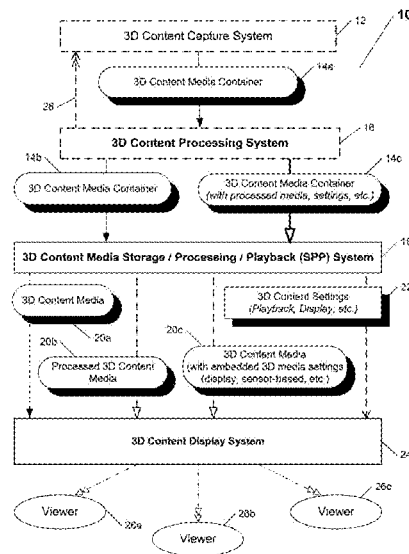 10
3D Content Capture System
12
3D Content Media Container
14a
28
3D Content Processing System
16
14b
14c
3D Content Media Container
3D Content Media Container
(with processed media, settings, etc.)
3D Content Media Storage / Processing / Playback (SPP) System
3D Content Media
20a
3D Content Settings
(Playback, Display, etc.)
20b
Processed 3D Content
Media
20c
3D Content Media
(with embedded 3D media settings
(display, sensor-based, etc.)
3D Content Display System
24
Viewer
Viewer
Viewer
26b
26c